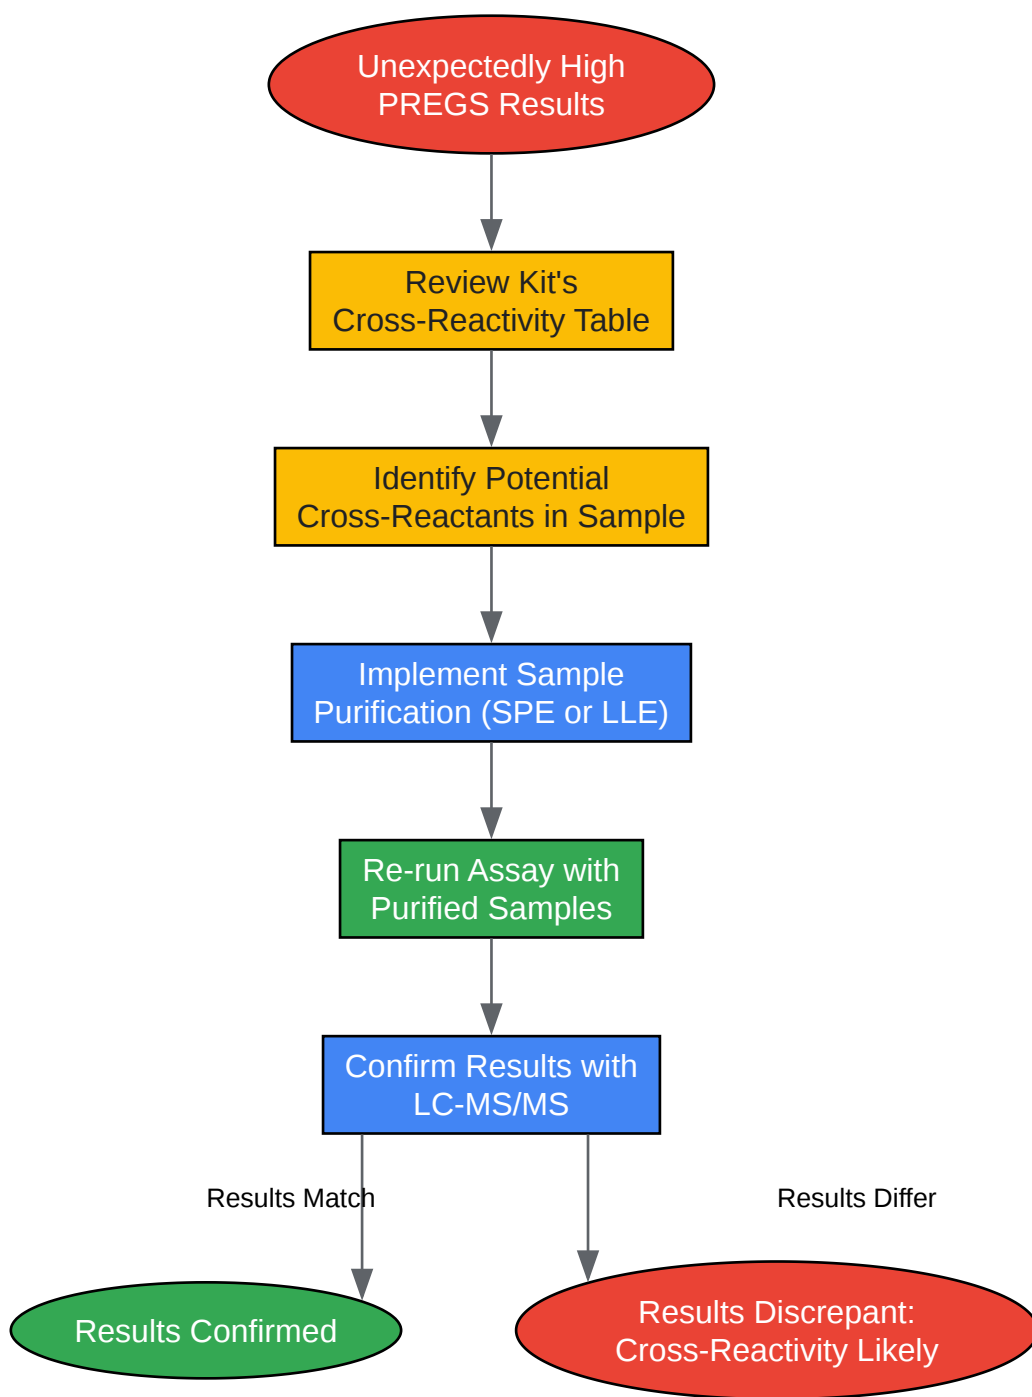 Unexpectedly High
PREGS Results
Review Kit's
Cross-Reactivity Table
Identify Potential
Cross-Reactants in Sample
Implement Sample
Purification (SPE or LLE)
Re-run Assay with
Purified Samples
Confirm Results with
LC-MS/MS
Results Match
Results Differ
Results Confirmed
Results Discrepant:
Cross-Reactivity Likely